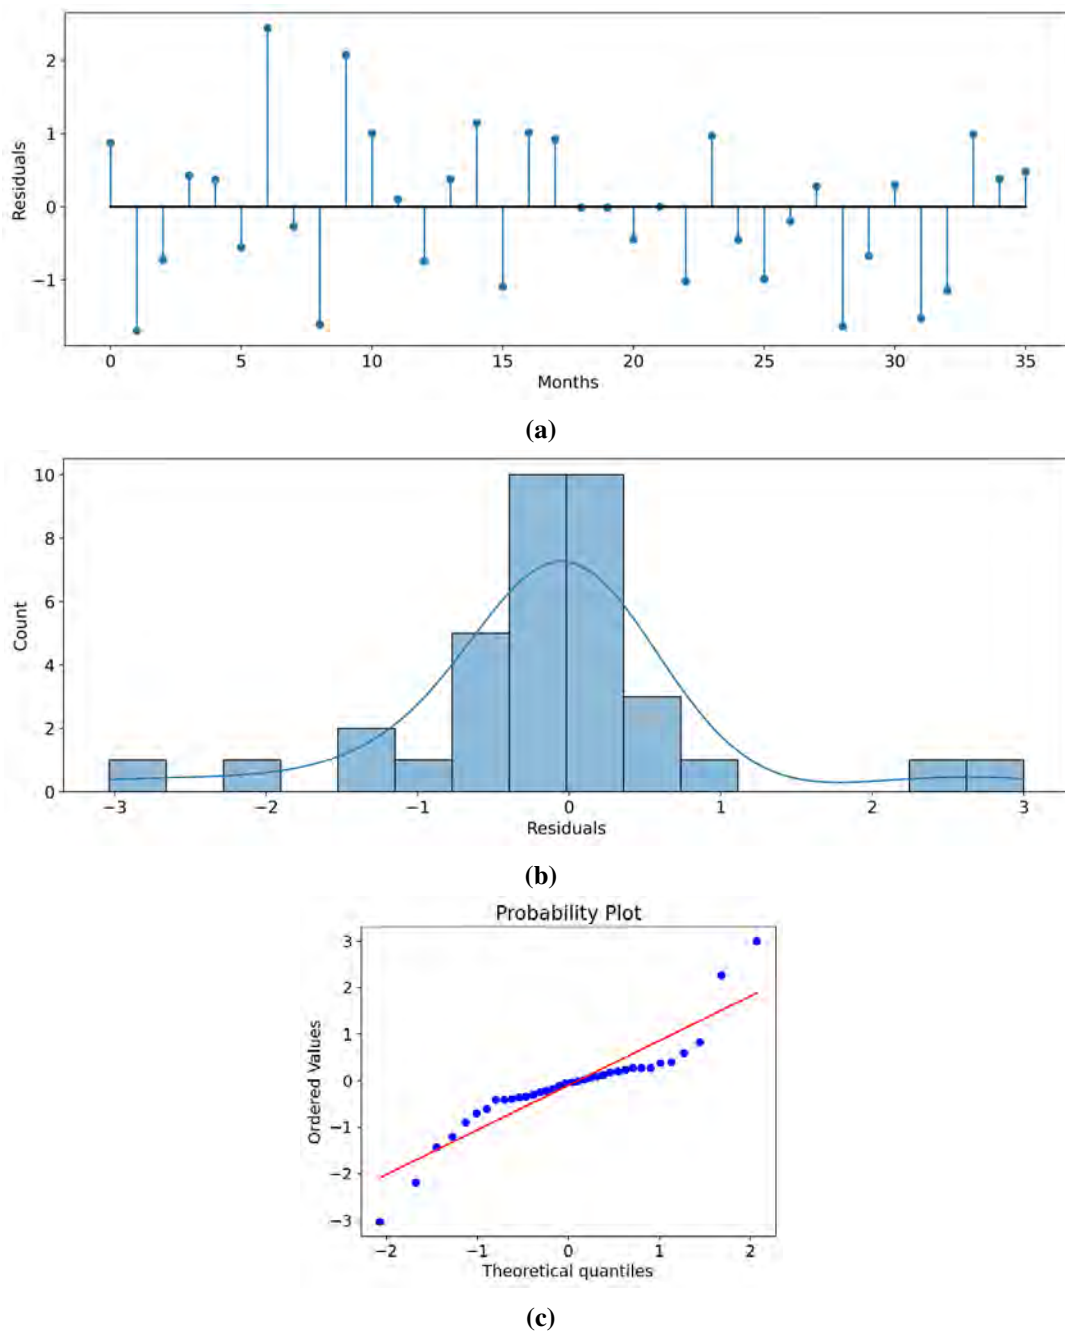 2
1
0
−1
Residuals
0 5 10 15 20 25 30 35
Months
(a)
10
8
6
4
2
0
Count
−3 −2 −1 0 1 2 3
Residuals
(b)
Probability Plot
3
2
1
0
−1
−2
−3
Ordered Values
−2 −1 0 1 2
Theoretical quantiles
(c)